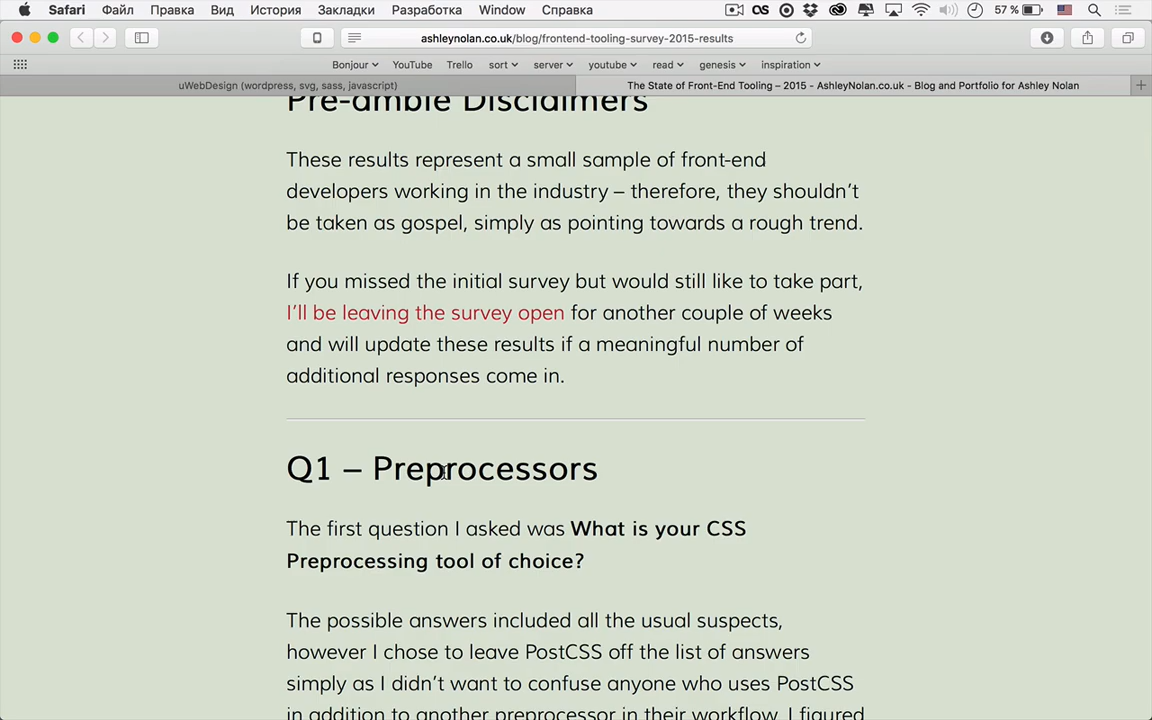 Safari Файл Правка Вид История Закладки Разработка Window Справка 57 %
ashleynolan.co.uk/blog/frontend-tooling-survey-2015-results
Bonjour YouTube Trello sort server youtube read genesis inspiration
uWebDesign (wordpress, svg, sass, javascript) The State of Front-End Tooling – 2015 - AshleyNolan.co.uk - Blog and Portfolio for Ashley Nolan
Pre-amble Disclaimers
These results represent a small sample of front-end
developers working in the industry – therefore, they shouldn't
be taken as gospel, simply as pointing towards a rough trend.
If you missed the initial survey but would still like to take part,
I'll be leaving the survey open for another couple of weeks
and will update these results if a meaningful number of
additional responses come in.
Q1 – Preprocessors
The first question I asked was What is your CSS
Preprocessing tool of choice?
The possible answers included all the usual suspects,
however I chose to leave PostCSS off the list of answers
simply as I didn't want to confuse anyone who uses PostCSS
in addition to another preprocessor in their workflow. I figured